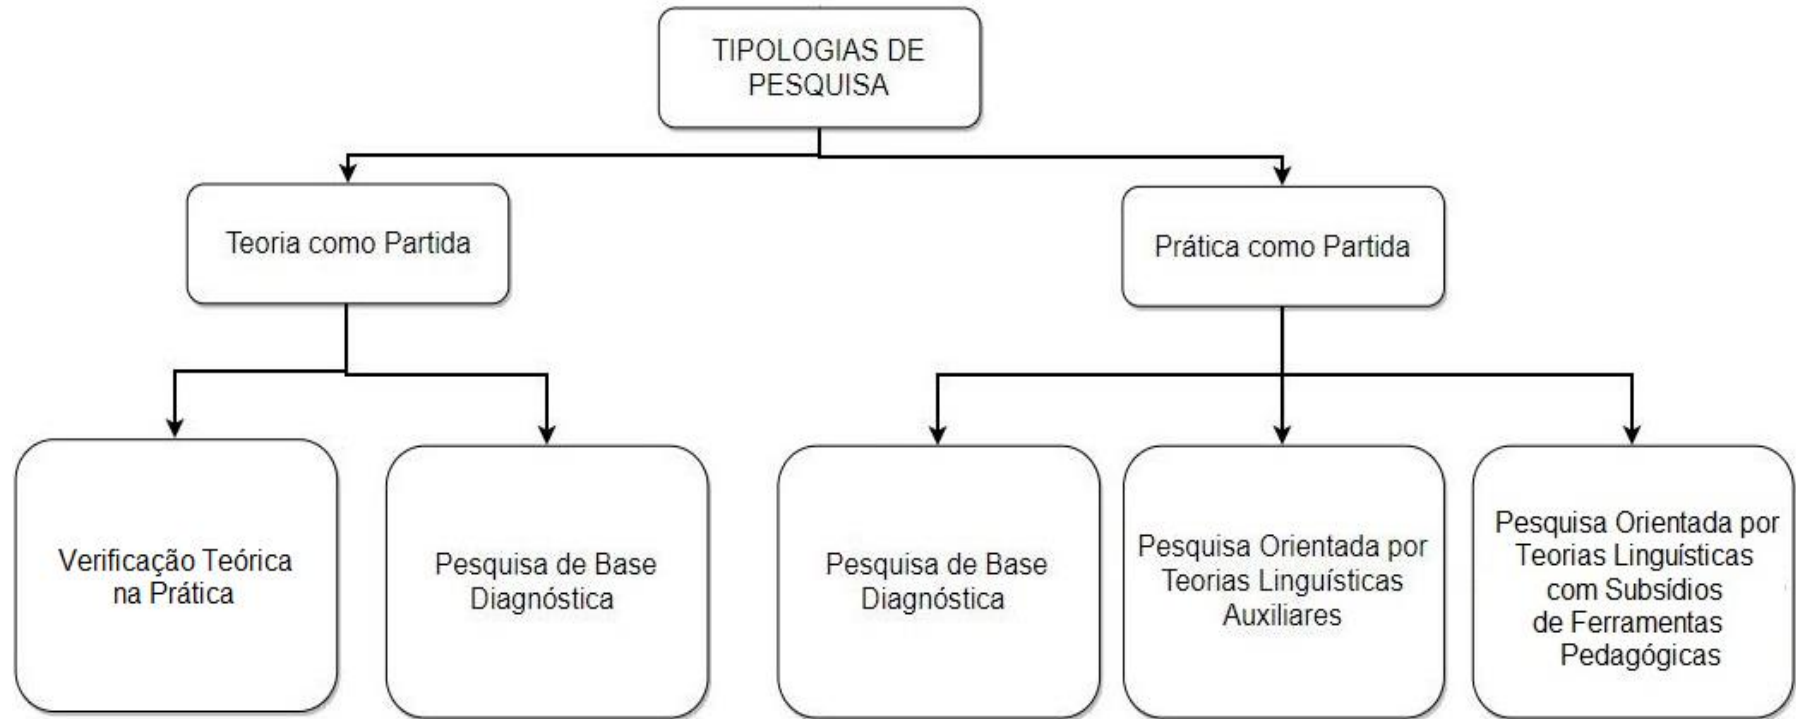 TIPOLOGIAS DE
PESQUISA
Teoria como Partida
Prática como Partida
Verificação Teórica
na Prática
Pesquisa de Base
Diagnóstica
Pesquisa de Base
Diagnóstica
Pesquisa Orientada por
Teorias Linguísticas
Auxiliares
Pesquisa Orientada por
Teorias Linguísticas
com Subsídios
de Ferramentas
Pedagógicas